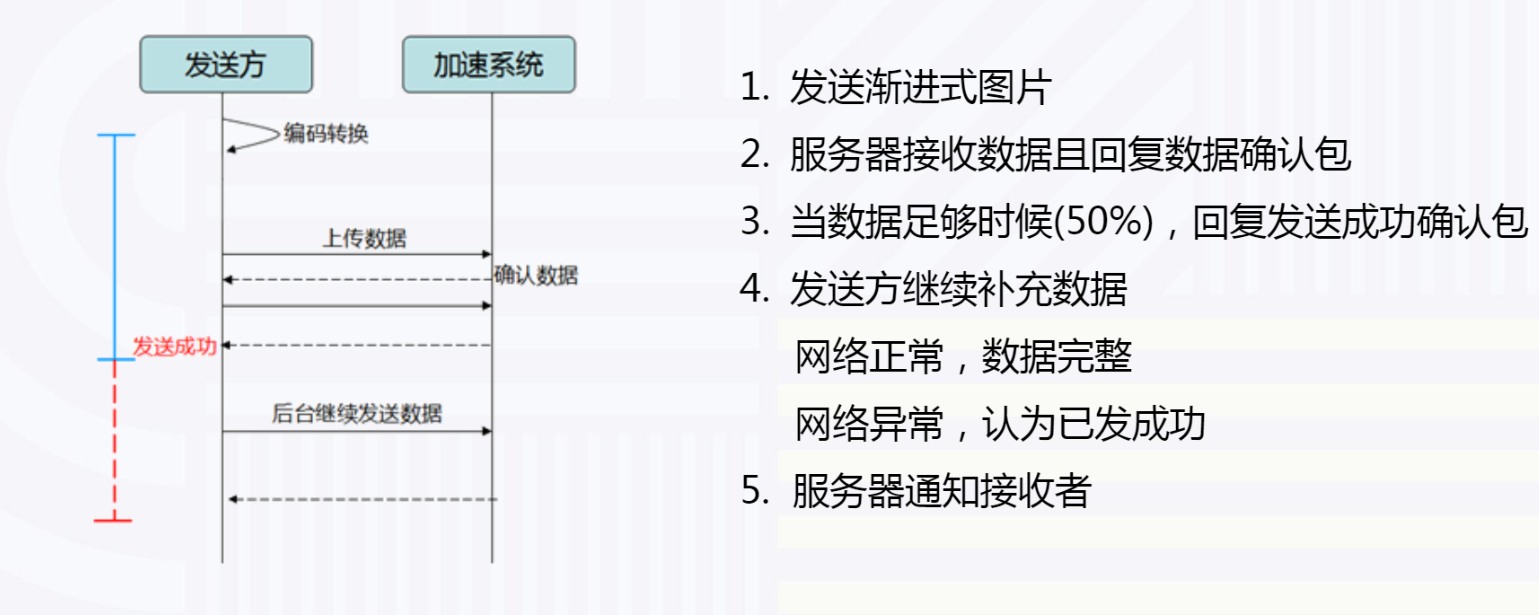 发送方
加速系统
编码转换
上传数据
确认数据
发送成功
后台继续发送数据
1. 发送渐进式图片
2. 服务器接收数据且回复数据确认包
3. 当数据足够时候(50%)，回复发送成功确认包
4. 发送方继续补充数据
网络正常，数据完整
网络异常，认为已发成功
5. 服务器通知接收者